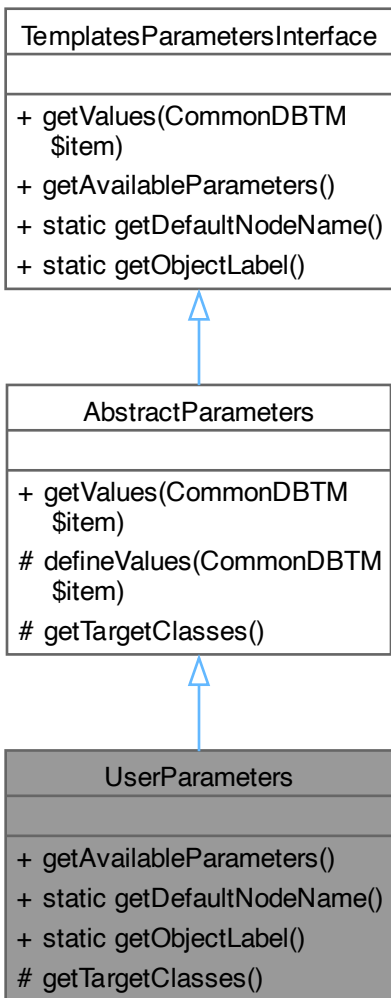 TemplatesParametersInterface
+ getValues(CommonDBTM
$item)
+ getAvailableParameters()
+ static getDefaultNodeName()
+ static getObjectLabel()
AbstractParameters
+ getValues(CommonDBTM
$item)
# defineValues(CommonDBTM
$item)
# getTargetClasses()
UserParameters
+ getAvailableParameters()
+ static getDefaultNodeName()
+ static getObjectLabel()
# getTargetClasses()